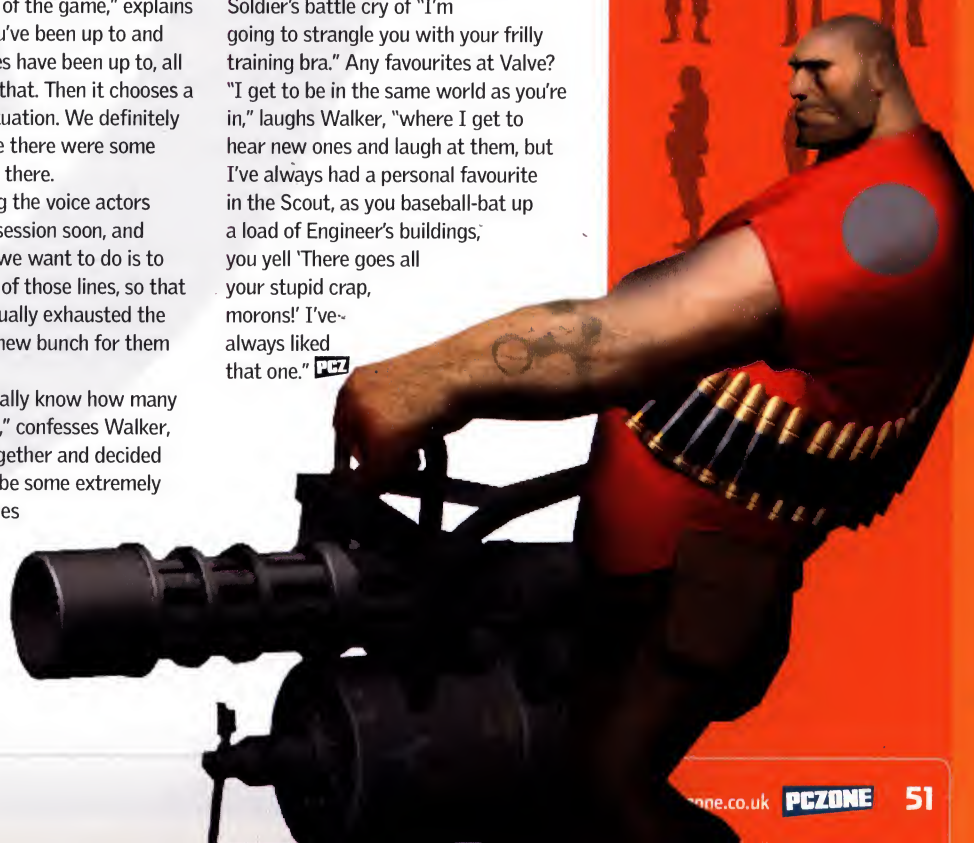 of the game," explains
u've been up to and
es have been up to, all
that. Then it chooses a
uation. We definitely
e there were some
there.
g the voice actors
session soon, and
we want to do is to
of those lines, so that
ually exhausted the
new bunch for them
ally know how many
," confesses Walker,
gether and decided
be some extremely
es
Soldier's battle cry of "I'm
going to strangle you with your frilly
training bra." Any favourites at Valve?
"I get to be in the same world as you're
in," laughs Walker, "where I get to
hear new ones and laugh at them, but
I've always had a personal favourite
in the Scout, as you baseball-bat up
a load of Engineer's buildings,
you yell 'There goes all
your stupid crap,
morons!' I've
always liked
that one." PCZ
one.co.uk PCZONE 51